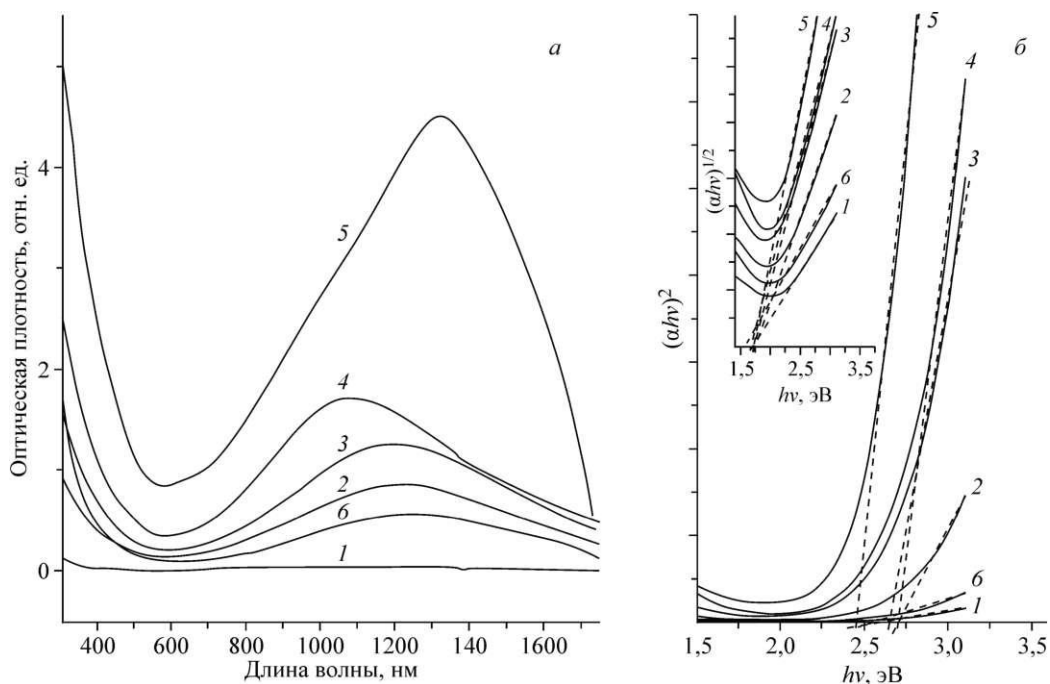 а
Оптическая плотность, отн. ед.
4
2
0
5
4
3
2
6
1
400 600 800 1000 1200 140 1600
Длина волны, нм
б
(αhν)²
5
4
3
2
6
1
1,5 2,0 2,5 3,0 3,5
hν, эВ
(αhν)1/2
5 4
3
2
6
1
1,5 2,5 3,5
hν, эВ